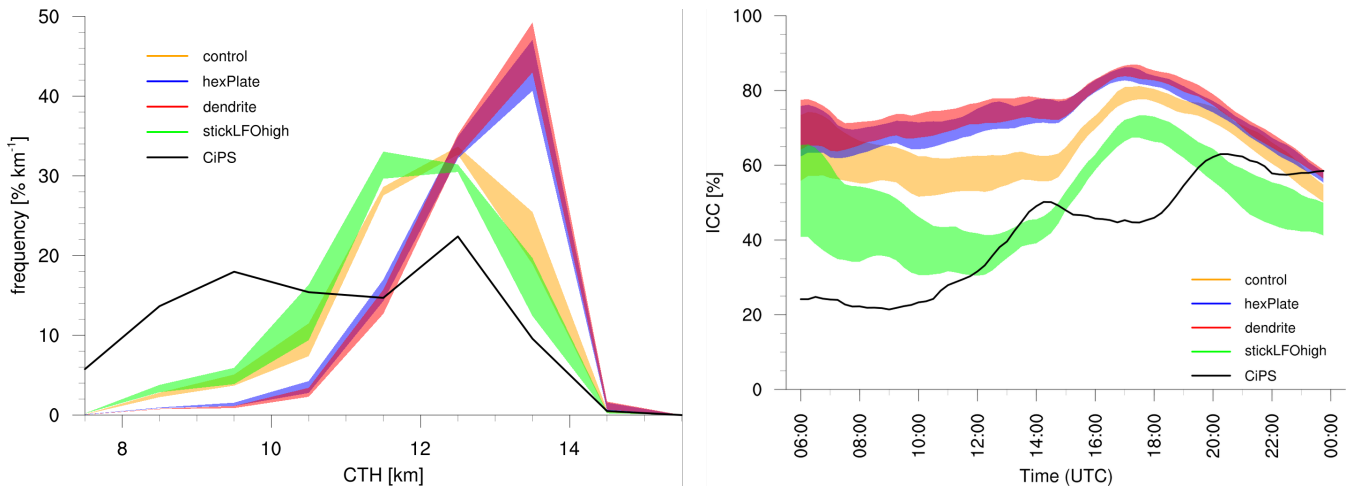 50
40
30
20
10
0
frequency [% km-1]
control
hexPlate
dendrite
stickLFOhigh
CiPS
8
10
12
14
CTH [km]
100
80
60
40
20
0
ICC [%]
control
hexPlate
dendrite
stickLFOhigh
CiPS
06:00
08:00
10:00
12:00
14:00
16:00
18:00
20:00
22:00
00:00
Time (UTC)